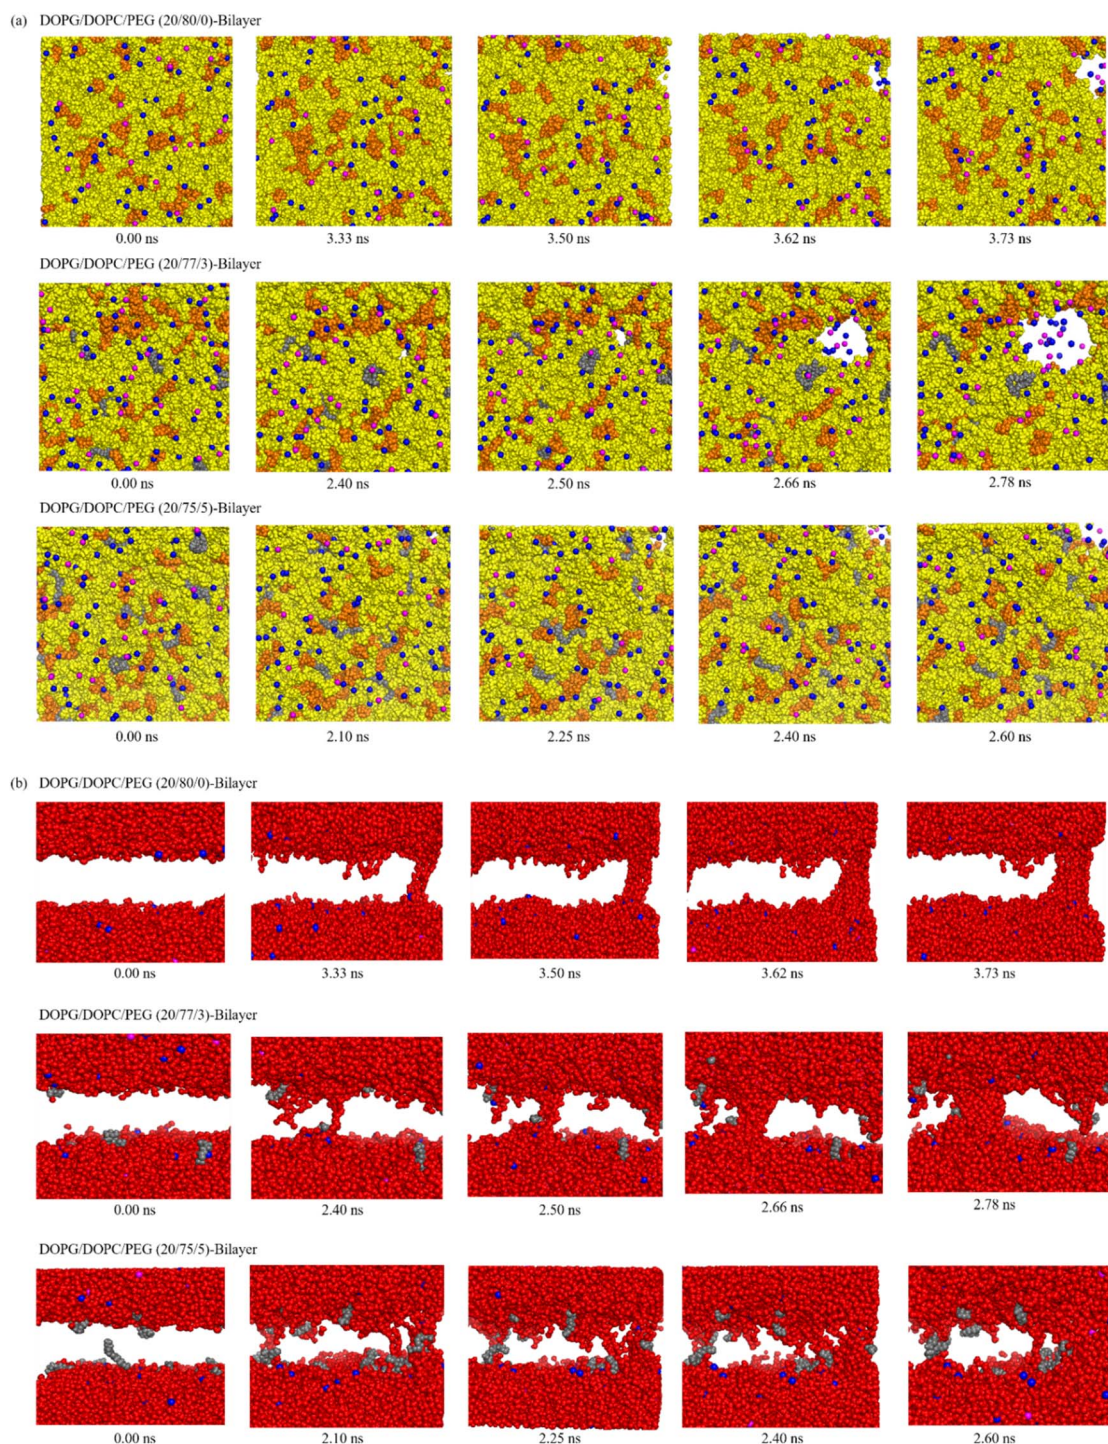 (a) DOPG/DOPC/PEG (20/80/0)-Bilayer
0.00 ns 3.33 ns 3.50 ns 3.62 ns 3.73 ns
DOPG/DOPC/PEG (20/77/3)-Bilayer
0.00 ns 2.40 ns 2.50 ns 2.66 ns 2.78 ns
DOPG/DOPC/PEG (20/75/5)-Bilayer
0.00 ns 2.10 ns 2.25 ns 2.40 ns 2.60 ns
(b) DOPG/DOPC/PEG (20/80/0)-Bilayer
0.00 ns 3.33 ns 3.50 ns 3.62 ns 3.73 ns
DOPG/DOPC/PEG (20/77/3)-Bilayer
0.00 ns 2.40 ns 2.50 ns 2.66 ns 2.78 ns
DOPG/DOPC/PEG (20/75/5)-Bilayer
0.00 ns 2.10 ns 2.25 ns 2.40 ns 2.60 ns